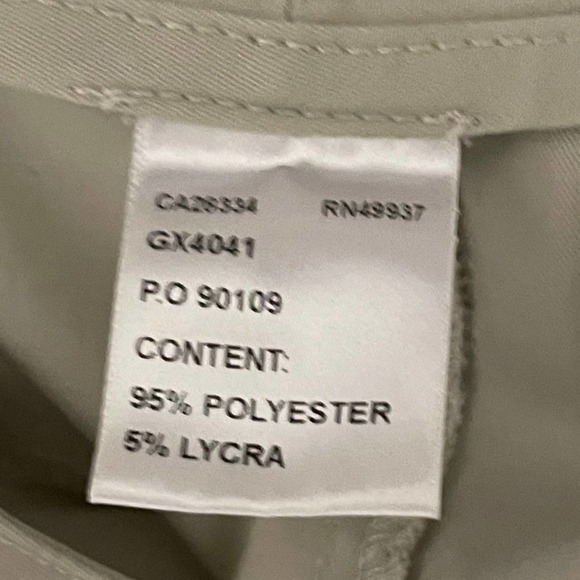 CA26334 RN49937
GX4041
P.O 90109
CONTENT:
95% POLYESTER
5% LYCRA